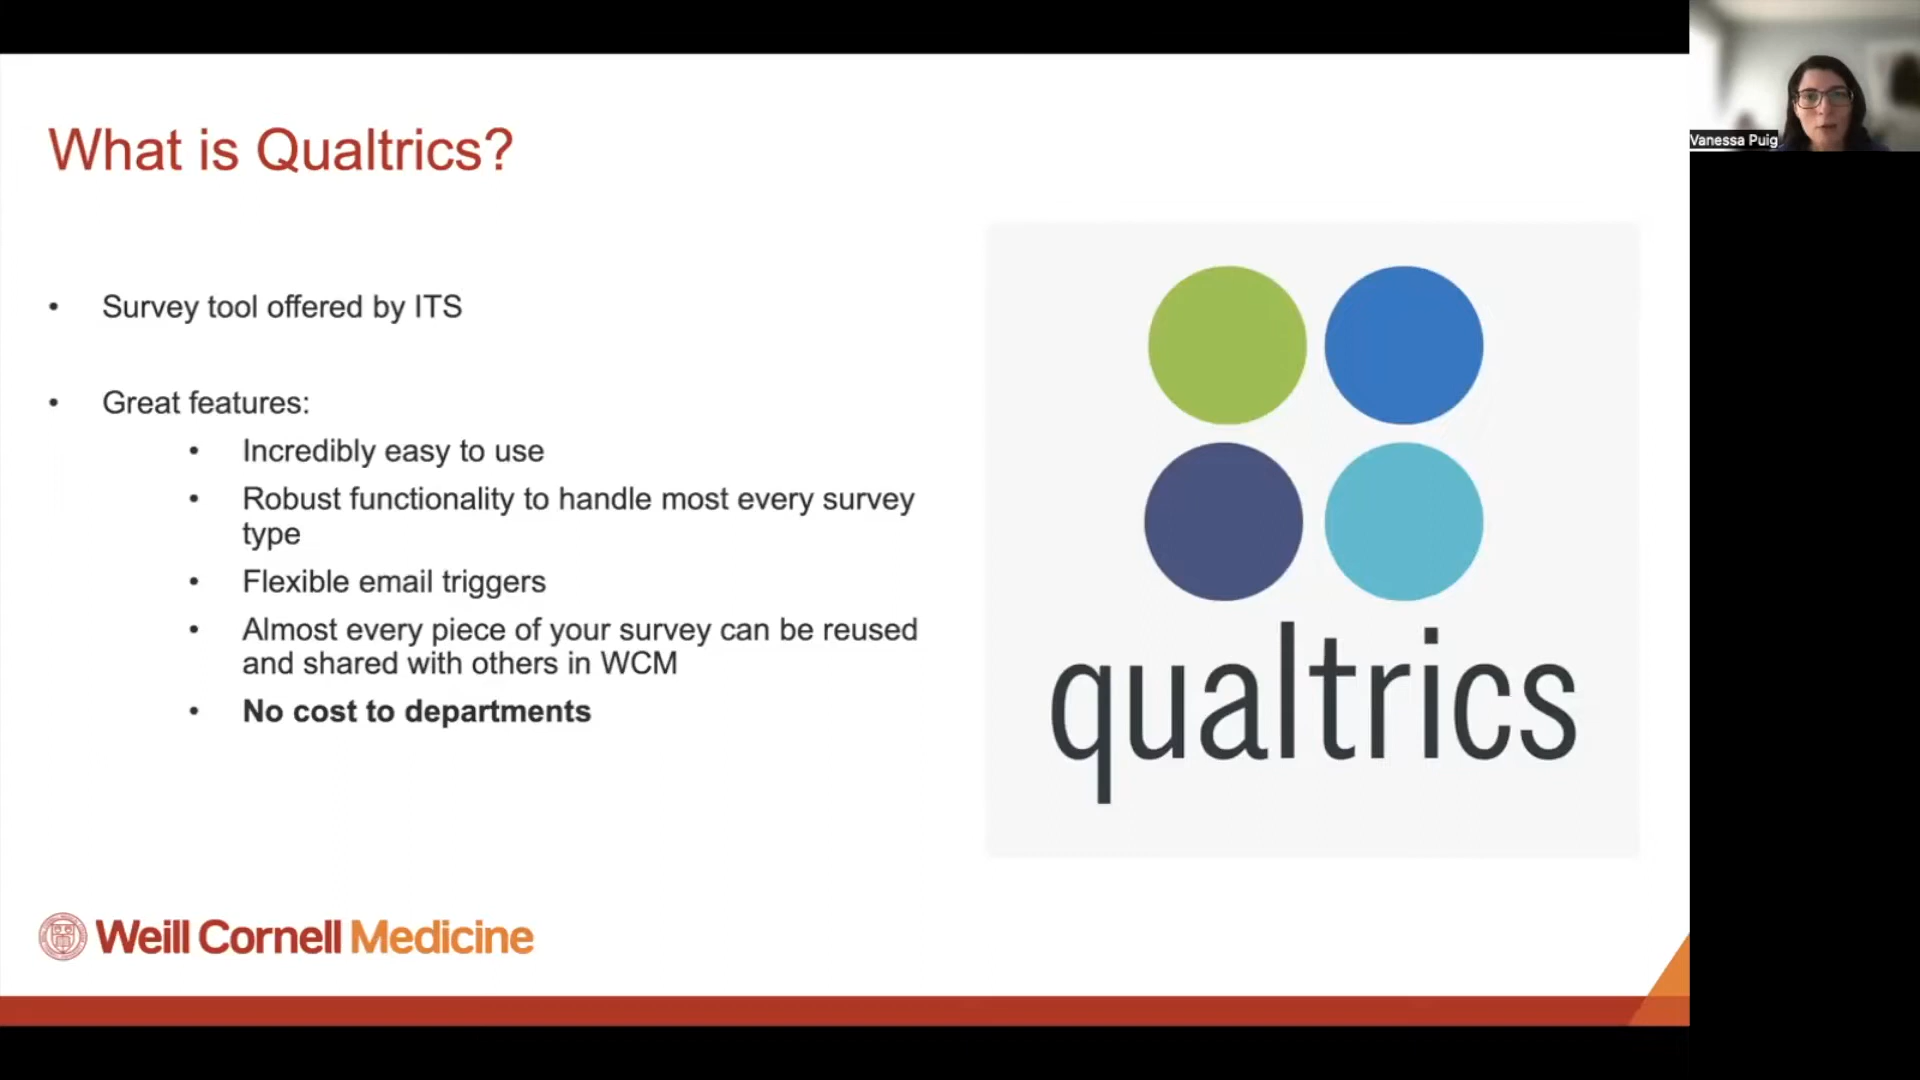 What is Qualtrics?
Survey tool offered by ITS
Great features:
Incredibly easy to use
Robust functionality to handle most every survey
type
Flexible email triggers
Almost every piece of your survey can be reused
and shared with others in WCM
No cost to departments
qualtrics
Weill Cornell Medicine
Vanessa Puig